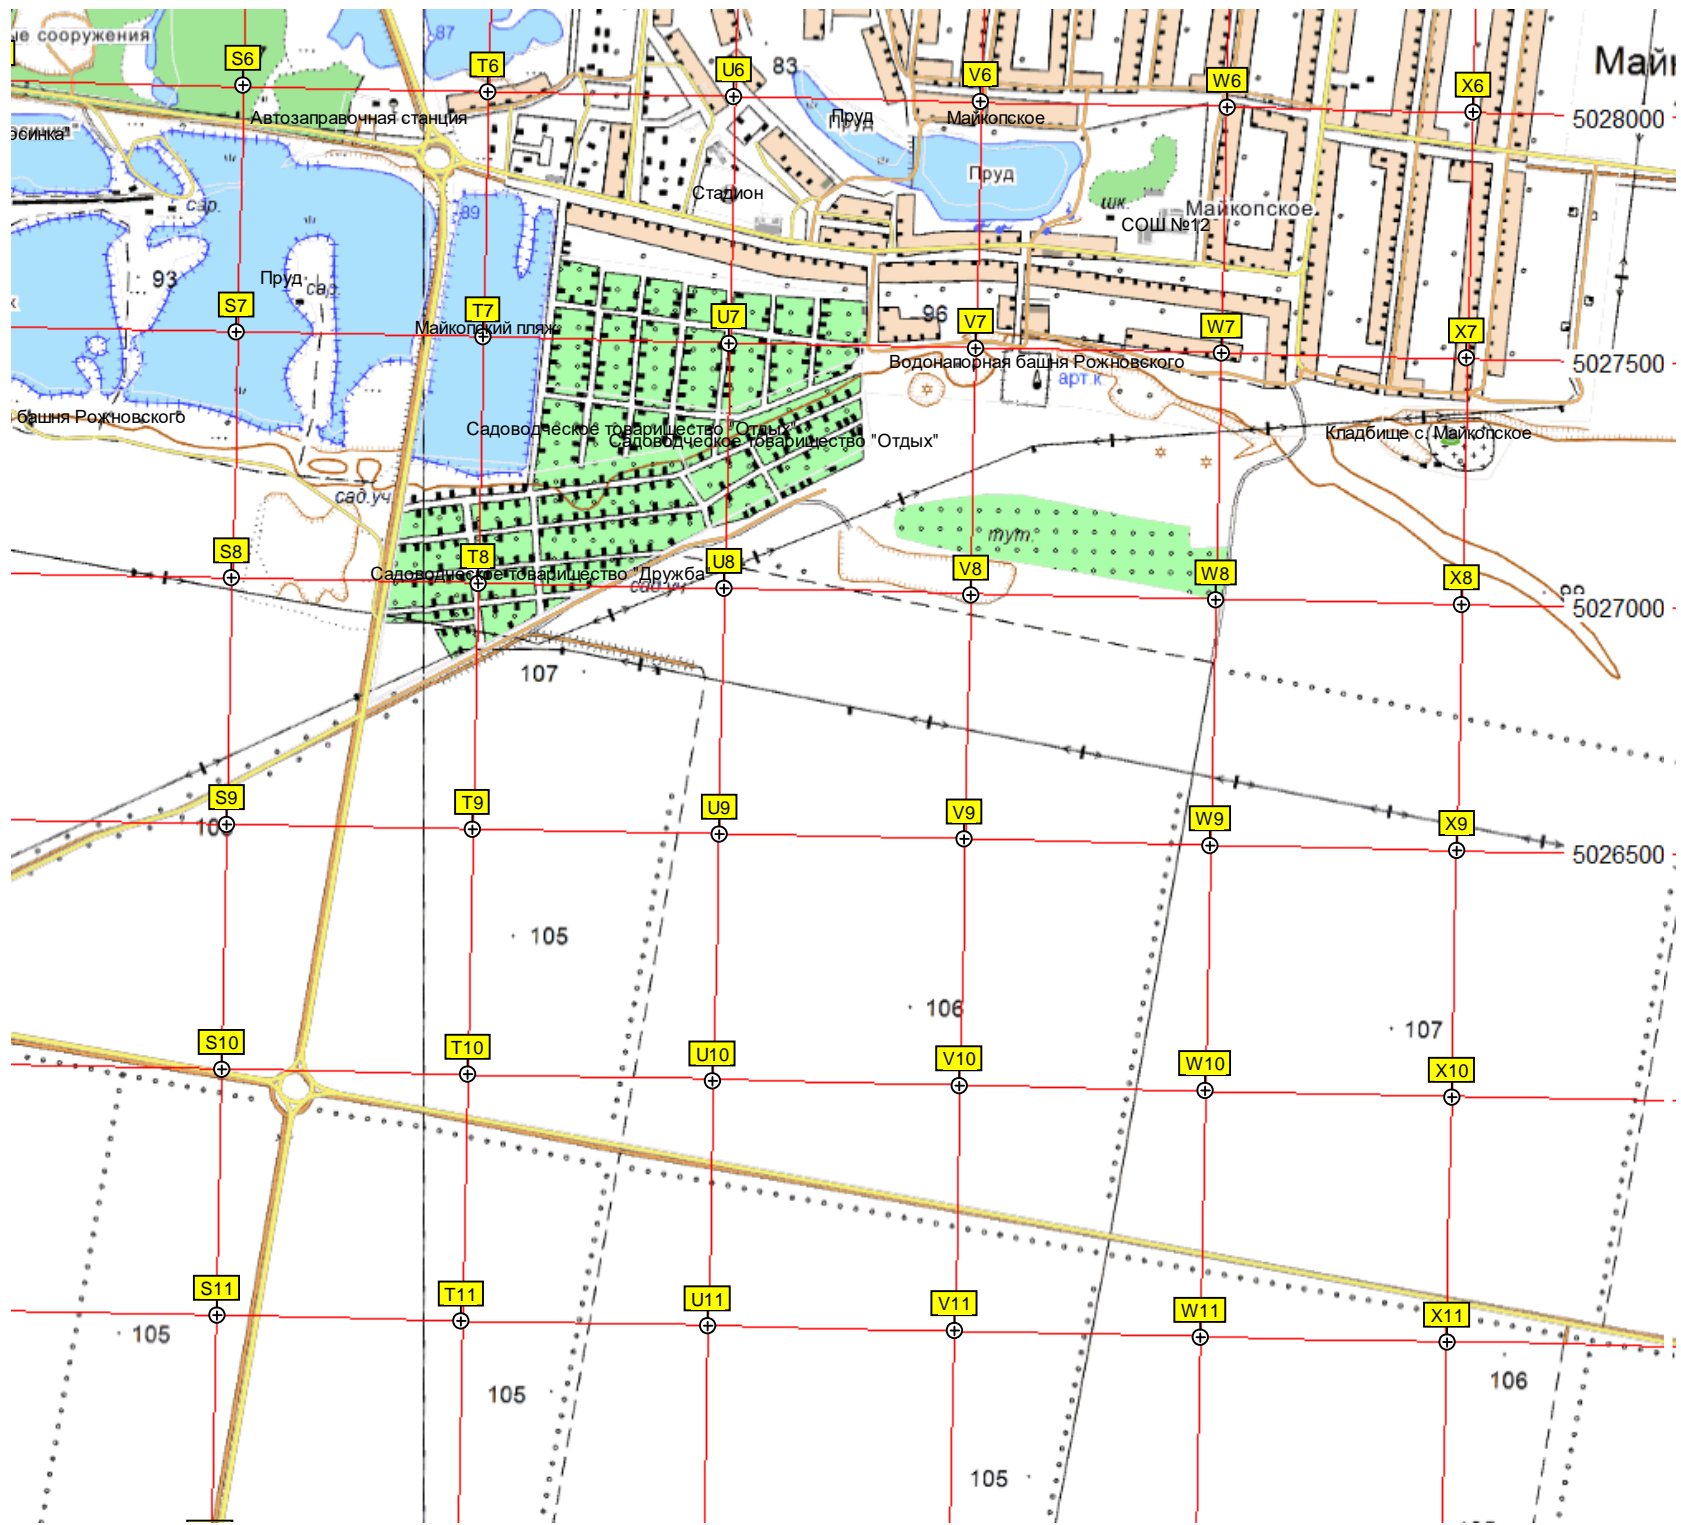 сооружения
87
S6
T6
U6
83
V6
W6
X6
Май
Автозаправочная станция
Пруд
Майкопское
5028000
Пруд
Стадион
89
сар.
шк.
Майкопское
СОШ №12
93
Пруд
сар
S7
T7
U7
96
V7
W7
X7
Майкопский пляж
Водонапорная башня Рожновского
5027500
арт.к.
башня Рожновского
Садоводческое товарищество "Отдых"
Садоводческое товарищество "Отдых"
Кладбище с. Майкопское
сад.уч
тут.
S8
T8
U8
V8
W8
X8
Садоводческое товарищество "Дружба"
сад.уч
5027000
107
S9
T9
U9
V9
W9
X9
5026500
105
106
107
S10
T10
U10
V10
W10
X10
S11
T11
U11
V11
W11
X11
105
105
106
105